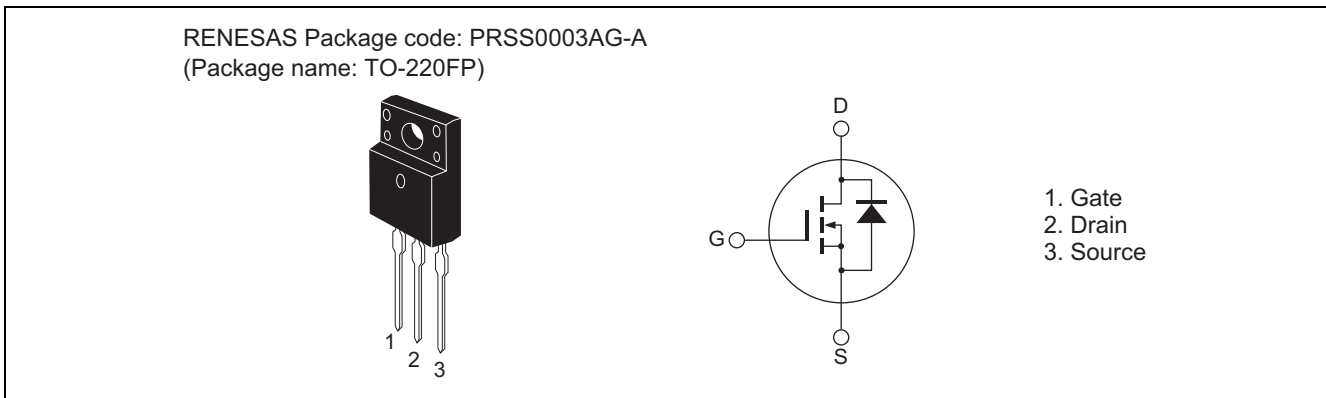 RENESAS Package code: PRSS0003AG-A
(Package name: TO-220FP)
1
2
3
D
G
S
1. Gate
2. Drain
3. Source